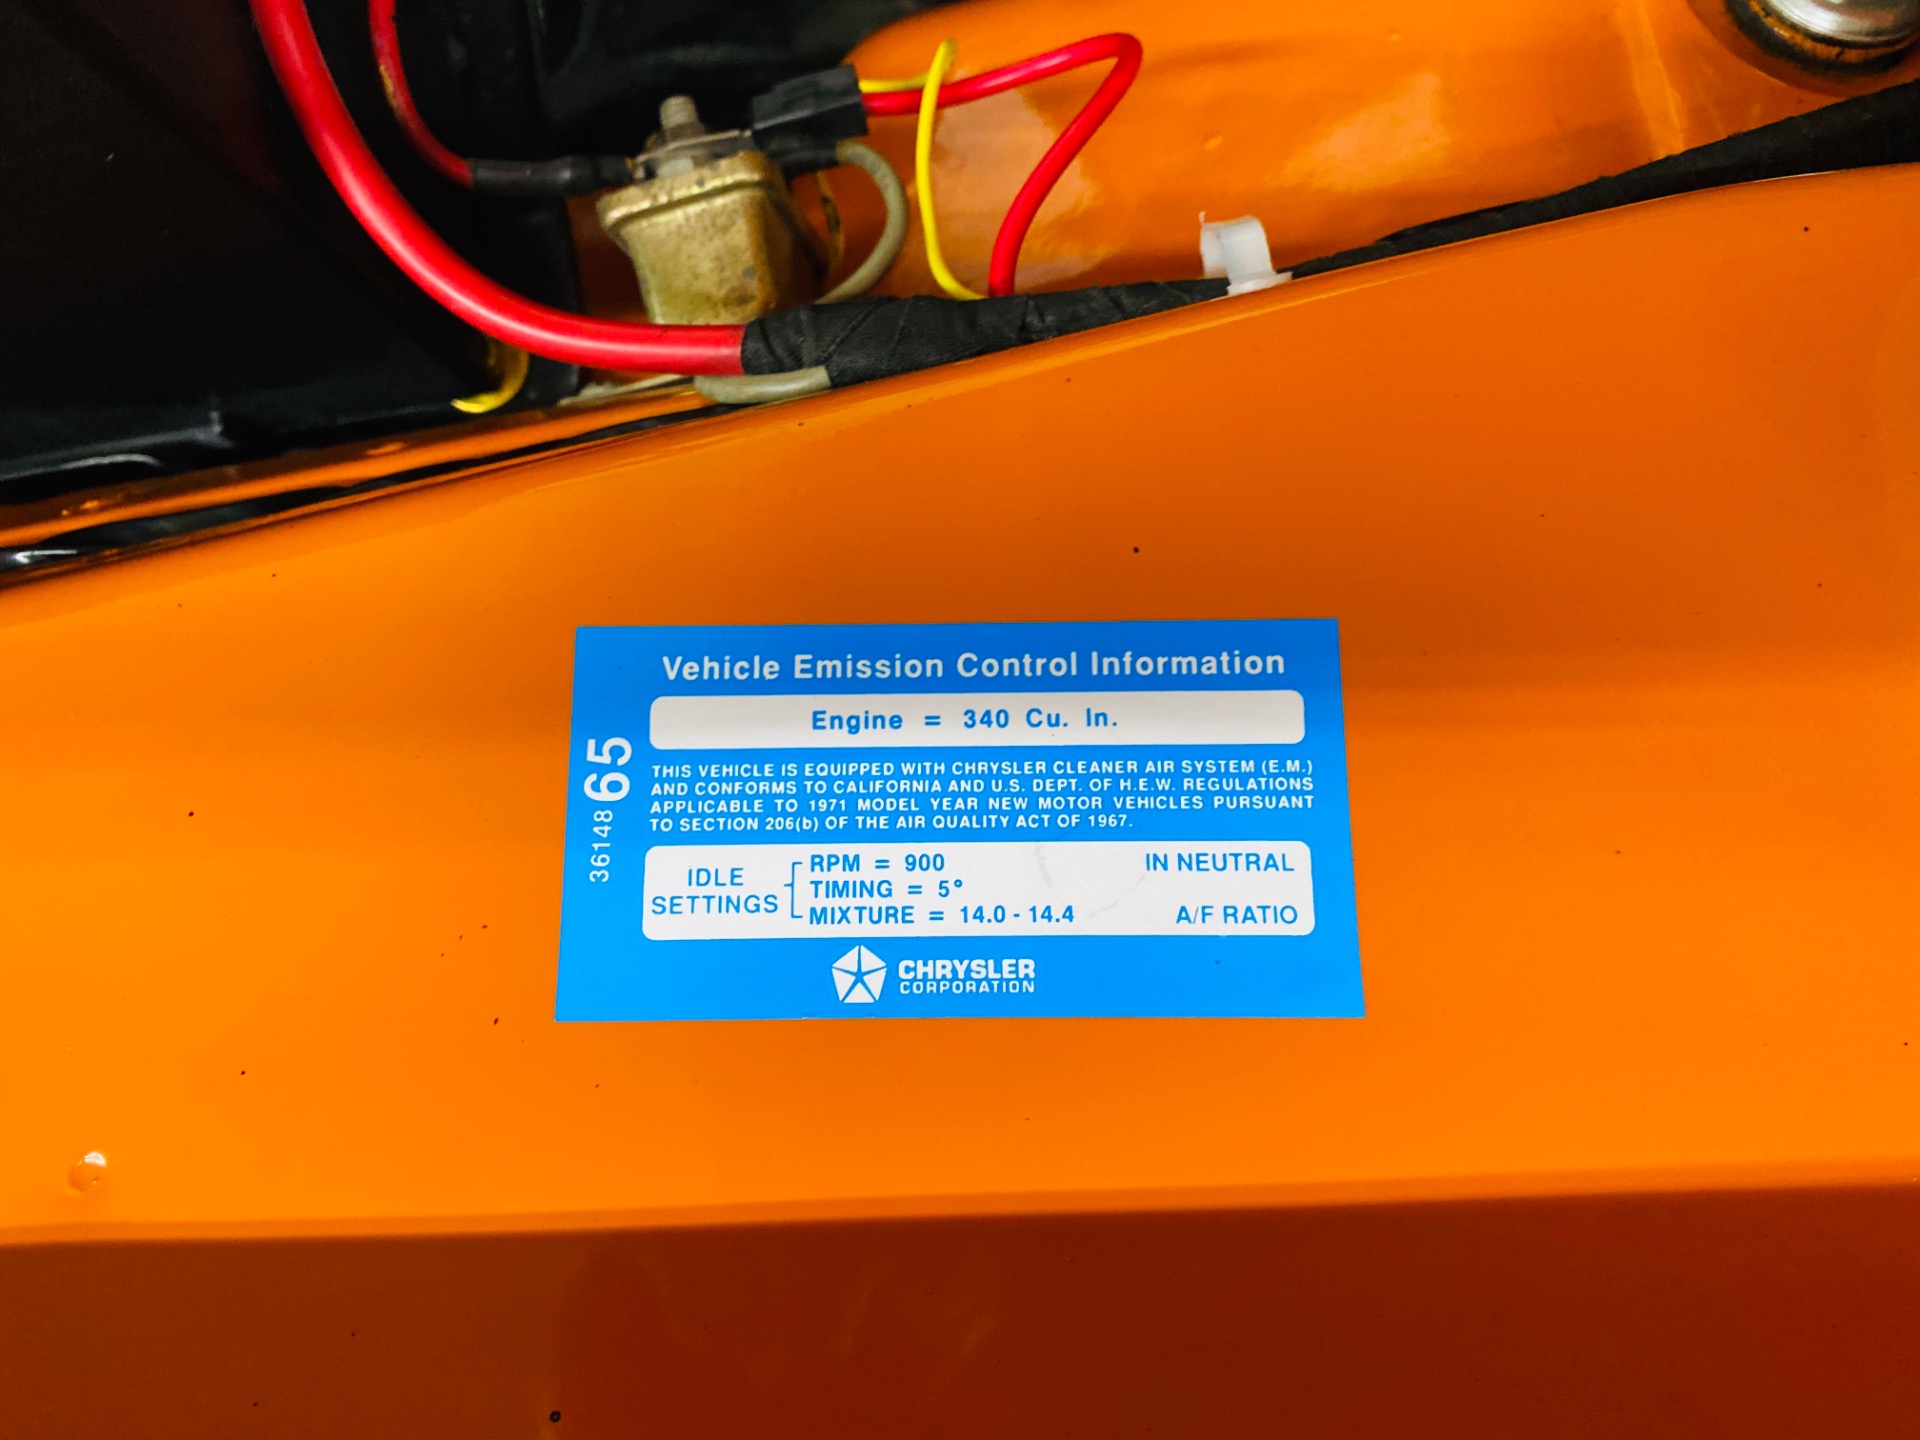 Vehicle Emission Control Information
Engine = 340 Cu. In.
THIS VEHICLE IS EQUIPPED WITH CHRYSLER CLEANER AIR SYSTEM (E.M.)
AND CONFORMS TO CALIFORNIA AND U.S. DEPT. OF H.E.W. REGULATIONS
APPLICABLE TO 1971 MODEL YEAR NEW MOTOR VEHICLES PURSUANT
TO SECTION 206(b) OF THE AIR QUALITY ACT OF 1967.
3614865
IDLE
SETTINGS
RPM = 900 IN NEUTRAL
TIMING = 5°
MIXTURE = 14.0 - 14.4 A/F RATIO
CHRYSLER
CORPORATION